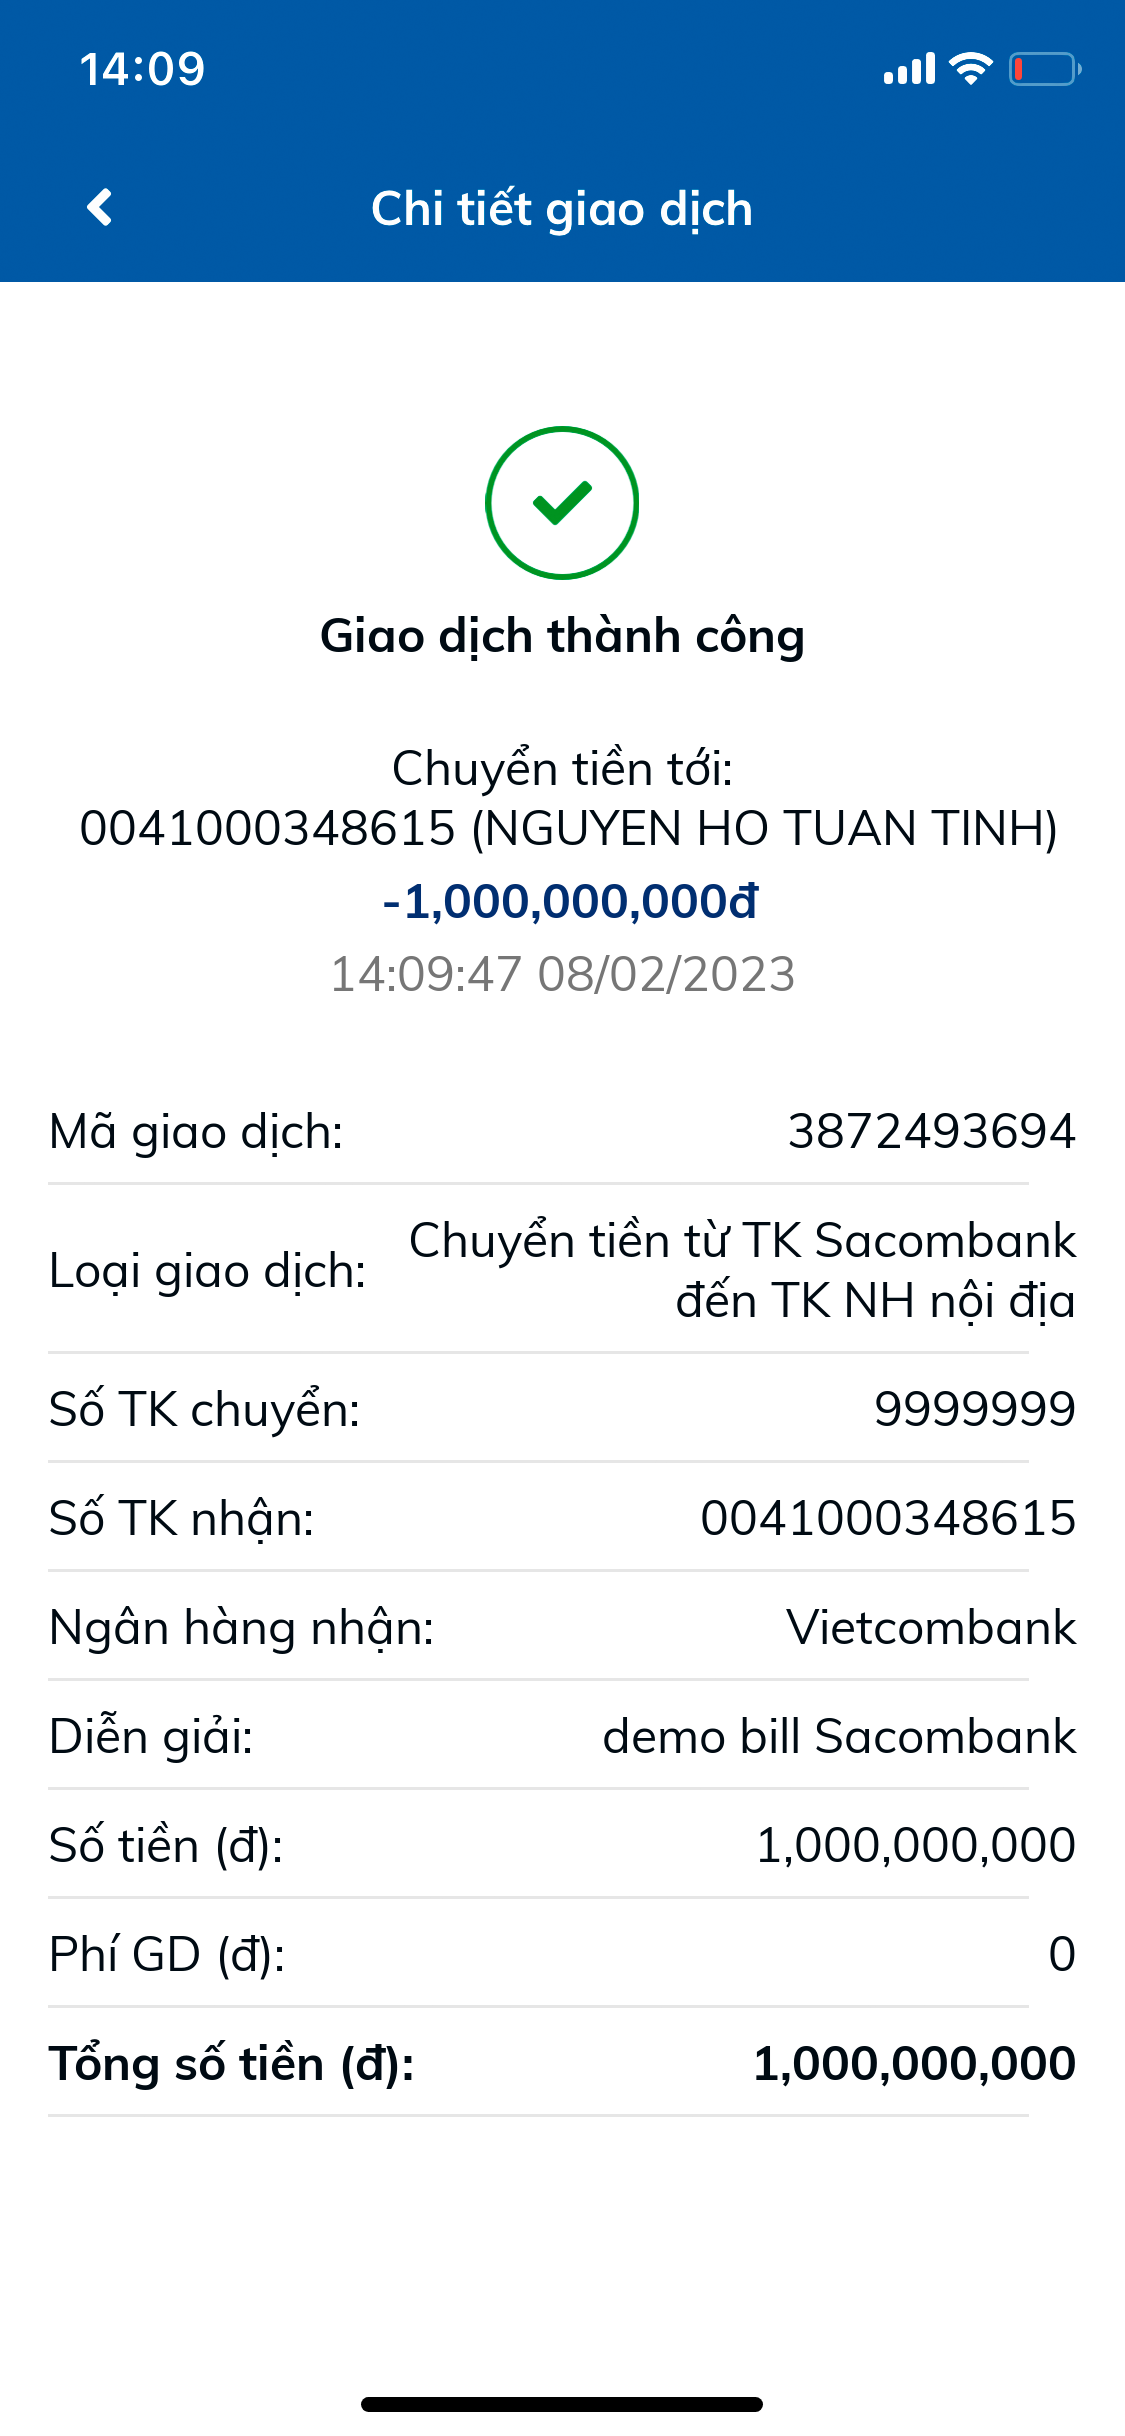 14:09
Chi tiết giao dịch
Giao dịch thành công
Chuyển tiền tới:
0041000348615 (NGUYEN HO TUAN TINH)
-1,000,000,000đ
14:09:47 08/02/2023
Mã giao dịch: 3872493694
Loại giao dịch: Chuyển tiền từ TK Sacombank
đến TK NH nội địa
Số TK chuyển: 9999999
Số TK nhận: 0041000348615
Ngân hàng nhận: Vietcombank
Diễn giải: demo bill Sacombank
Số tiền (đ): 1,000,000,000
Phí GD (đ): 0
Tổng số tiền (đ): 1,000,000,000